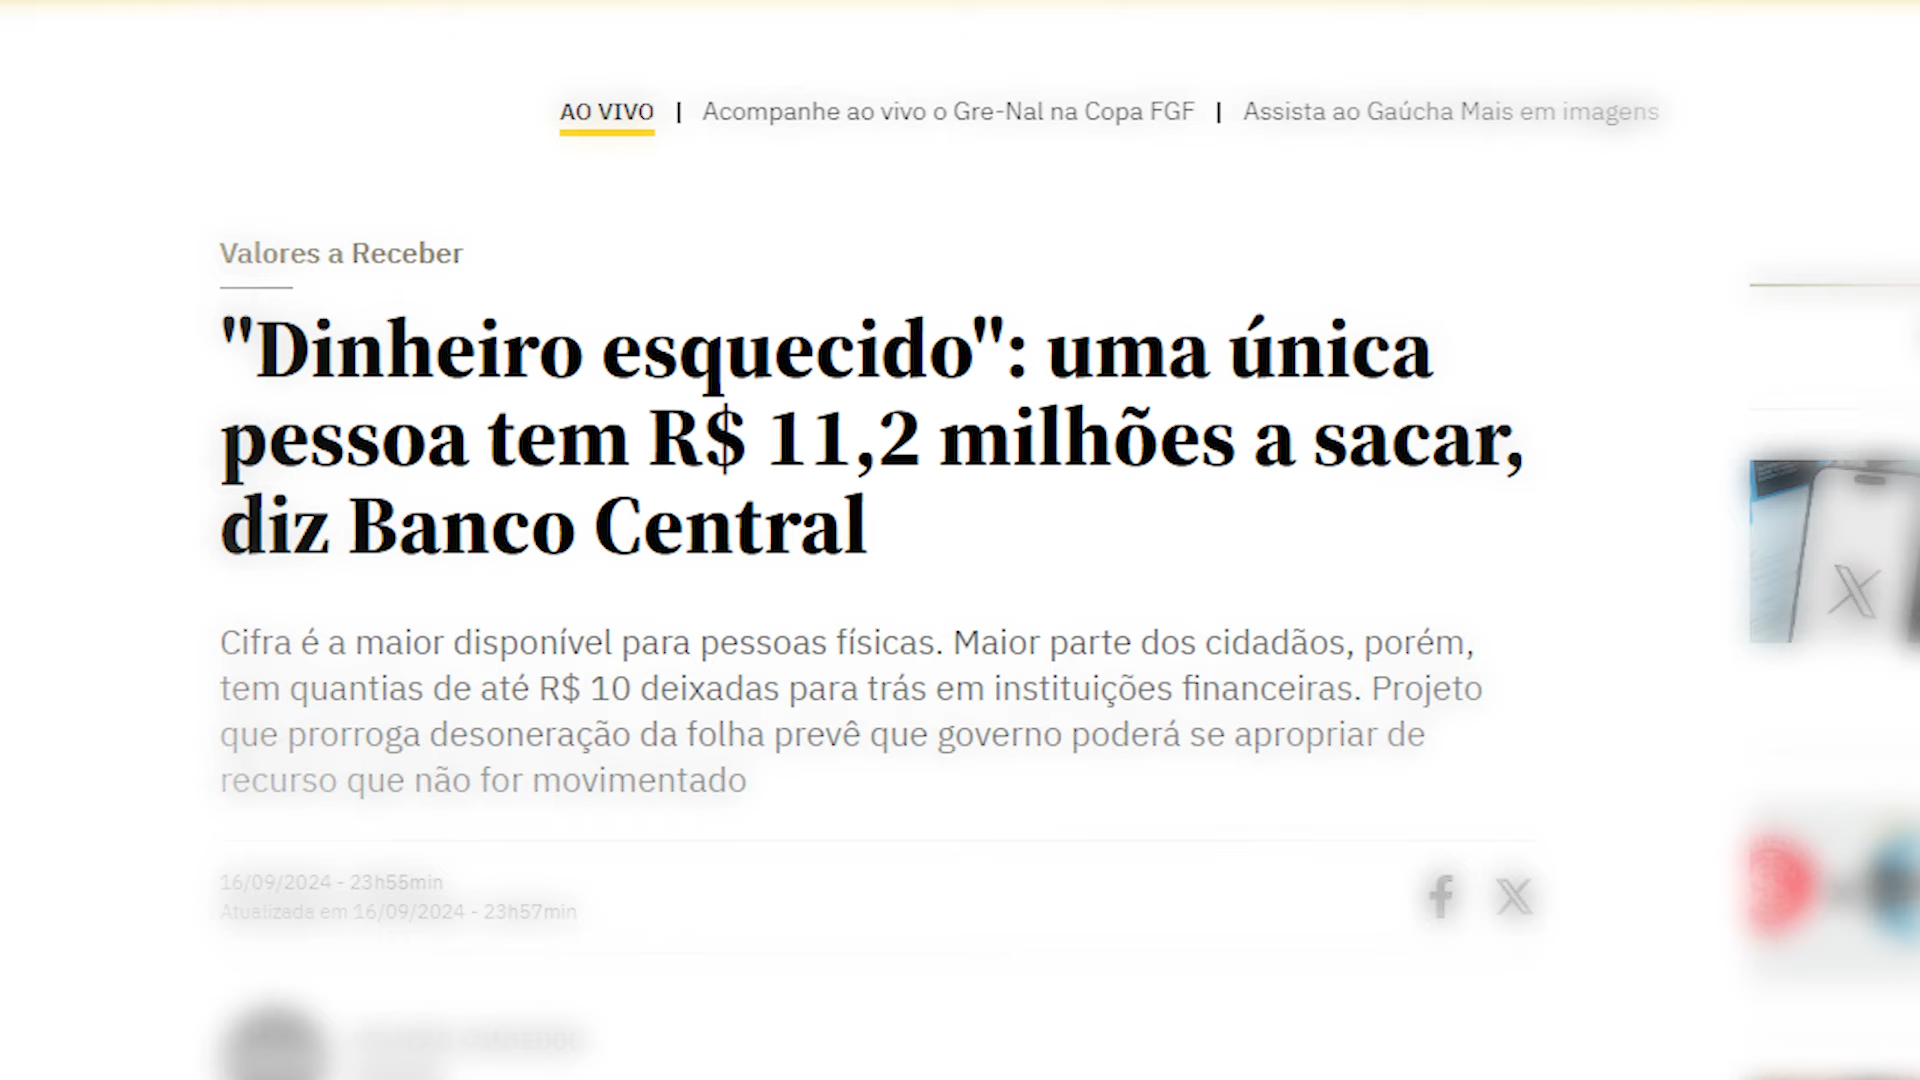 AO VIVO | Acompanhe ao vivo o Gre-Nal na Copa FGF | Assista ao Gaúcha Mais em imagens
Valores a Receber
"Dinheiro esquecido": uma única
pessoa tem R$ 11,2 milhões a sacar,
diz Banco Central
Cifra é a maior disponível para pessoas físicas. Maior parte dos cidadãos, porém,
tem quantias de até R$ 10 deixadas para trás em instituições financeiras. Projeto
que prorroga desoneração da folha prevê que governo poderá se apropriar de
recurso que não for movimentado
16/09/2024 - 23h55min
Atualizada em 16/09/2024 - 23h57min